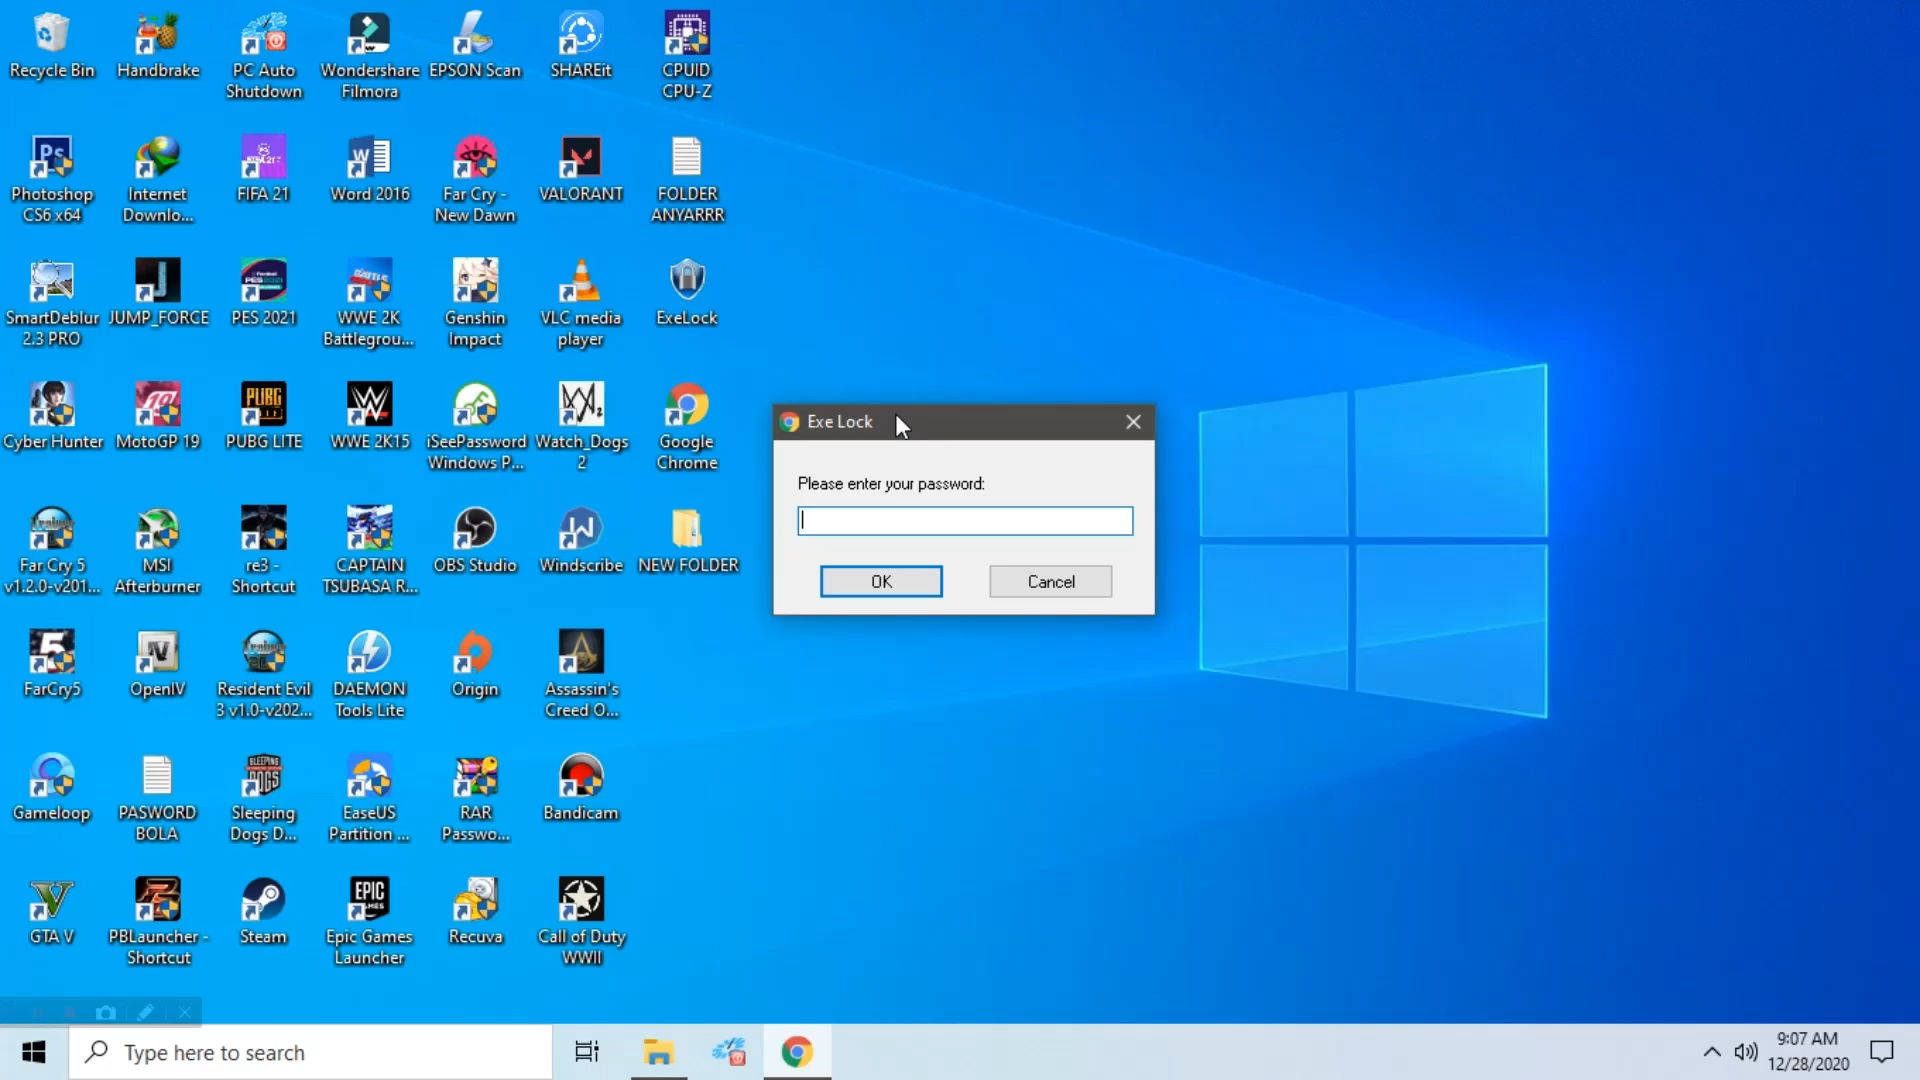 Recycle Bin
Handbrake
PC Auto
Shutdown
Wondershare
Filmora
EPSON Scan
SHAREit
CPUID
CPU-Z
Photoshop
CS6 x64
Internet
Downlo...
FIFA 21
Word 2016
Far Cry -
New Dawn
VALORANT
FOLDER
ANYARRR
SmartDeblur
2.3 PRO
JUMP_FORCE
PES 2021
WWE 2K
Battlegrou...
Genshin
Impact
VLC media
player
ExeLock
Cyber Hunter
MotoGP 19
PUBG LITE
WWE 2K15
iSeePassword
Windows P...
Watch_Dogs
2
Google
Chrome
Exe Lock
Please enter your password:
OK
Cancel
Far Cry 5
v1.2.0-v201...
MSI
Afterburner
re3 -
Shortcut
CAPTAIN
TSUBASA R...
OBS Studio
Windscribe
NEW FOLDER
FarCry5
OpenIV
Resident Evil
3 v1.0-v202...
DAEMON
Tools Lite
Origin
Assassin's
Creed O...
Gameloop
PASWORD
BOLA
Sleeping
Dogs D...
EaseUS
Partition ...
RAR
Passwo...
Bandicam
GTA V
PBLauncher -
Shortcut
Steam
Epic Games
Launcher
Recuva
Call of Duty
WWII
Type here to search
9:07 AM
12/28/2020